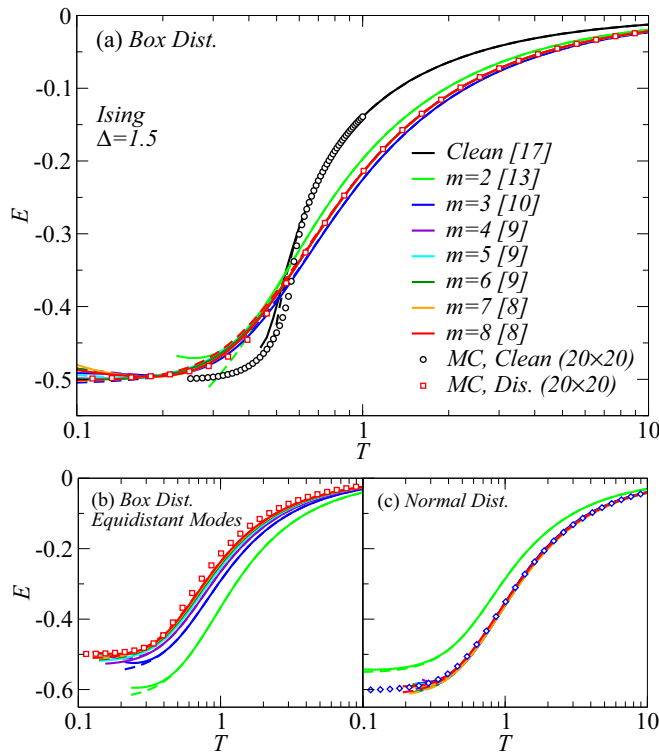 0
(a) Box Dist.
-0.1
Ising
Δ=1.5
-0.2
Clean [17]
m=2 [13]
E
m=3 [10]
m=4 [9]
-0.3
m=5 [9]
m=6 [9]
m=7 [8]
-0.4
m=8 [8]
MC, Clean (20×20)
MC, Dis. (20×20)
-0.5
0.1 1 10
T
0
(b) Box Dist.
Equidistant Modes
(c) Normal Dist.
-0.2
E
-0.4
-0.6
1 0.1 1 10
T T